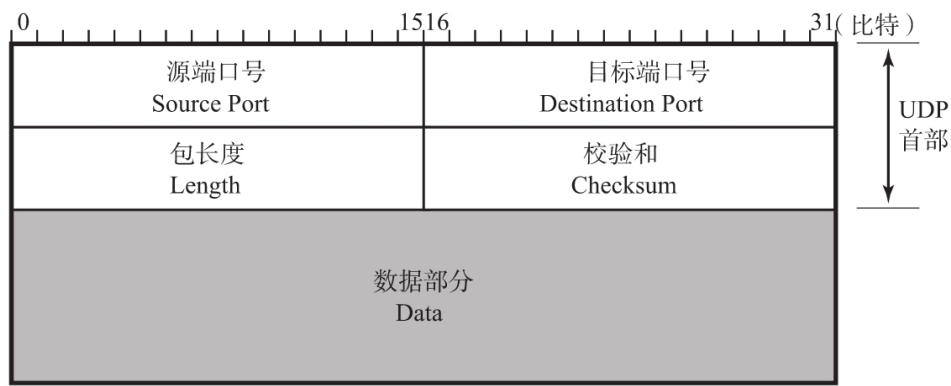 0 1516 31(比特)
源端口号 目标端口号
Source Port Destination Port
UDP
首部
包长度 校验和
Length Checksum
数据部分
Data